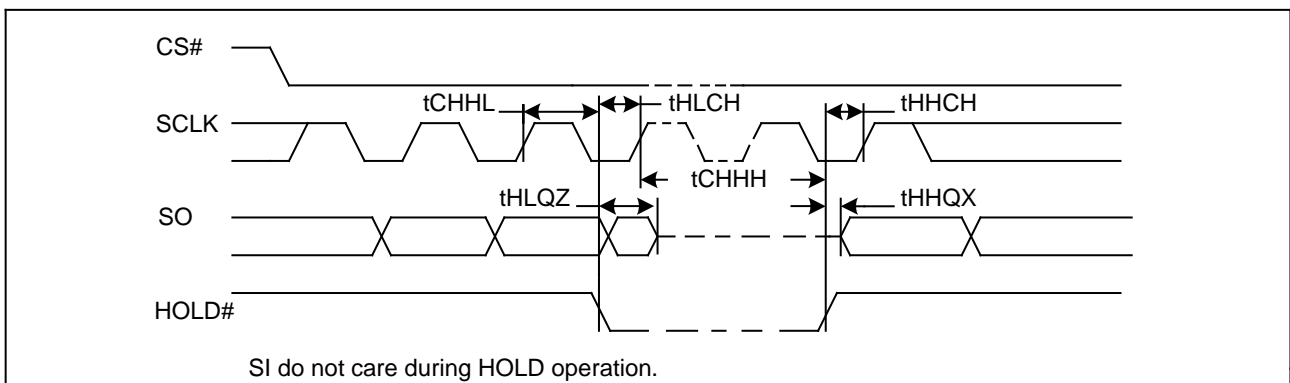 CS#
tCHHL
tHLCH
tHHCH
SCLK
tCHHH
tHLQZ
tHHQX
SO
HOLD#
SI do not care during HOLD operation.